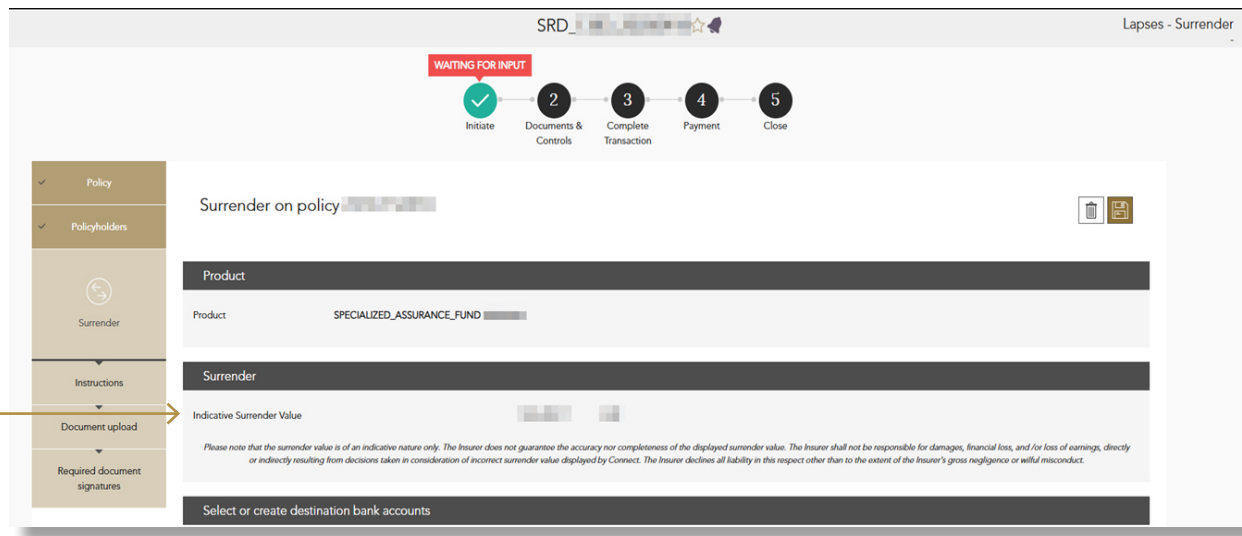 SRD_
Lapses - Surrender
-
WAITING FOR INPUT
2
3
4
5
Initiate
Documents &
Controls
Complete
Transaction
Payment
Close
Policy
Policyholders
Surrender
Instructions
Document upload
Required document
signatures
Surrender on policy
Product
Product SPECIALIZED_ASSURANCE_FUND
Surrender
Indicative Surrender Value
Please note that the surrender value is of an indicative nature only. The Insurer does not guarantee the accuracy nor completeness of the displayed surrender value. The Insurer shall not be responsible for damages, financial loss, and /or loss of earnings, directly
or indirectly resulting from decisions taken in consideration of incorrect surrender value displayed by Connect. The Insurer declines all liability in this respect other than to the extent of the Insurer's gross negligence or wilful misconduct.
Select or create destination bank accounts